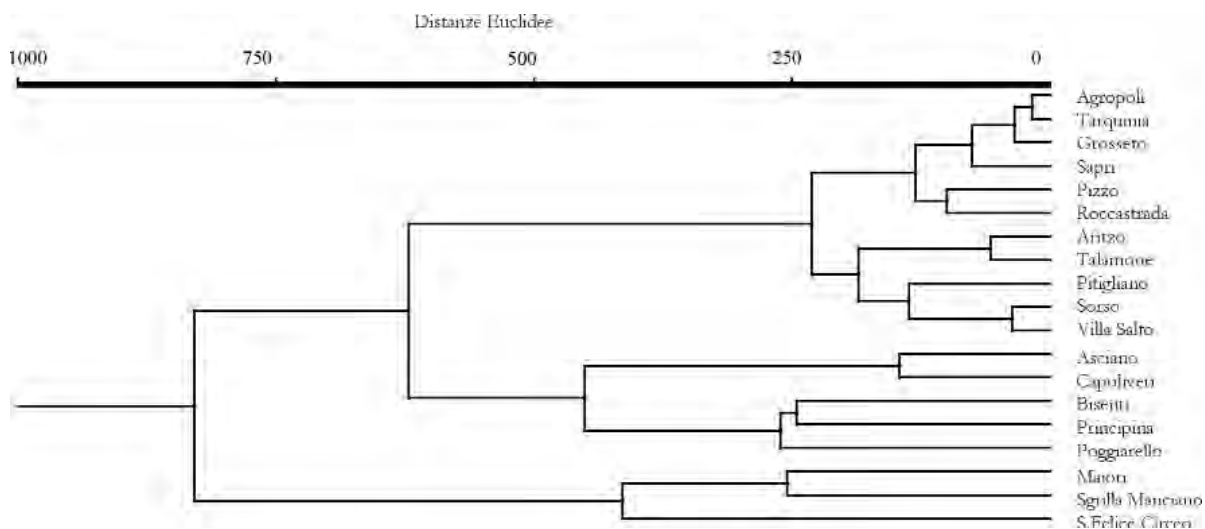 Distanze Euclidee
1000 750 500 250 0
Agropoli
Tarquinia
Grosseto
Sapri
Pizzo
Roccastrada
Aritzo
Talamone
Pitigliano
Sorso
Villa Salto
Asciano
Capoliveri
Bisenti
Principina
Poggiarello
Maiori
Sgrilla Manciano
S.Felice Circeo